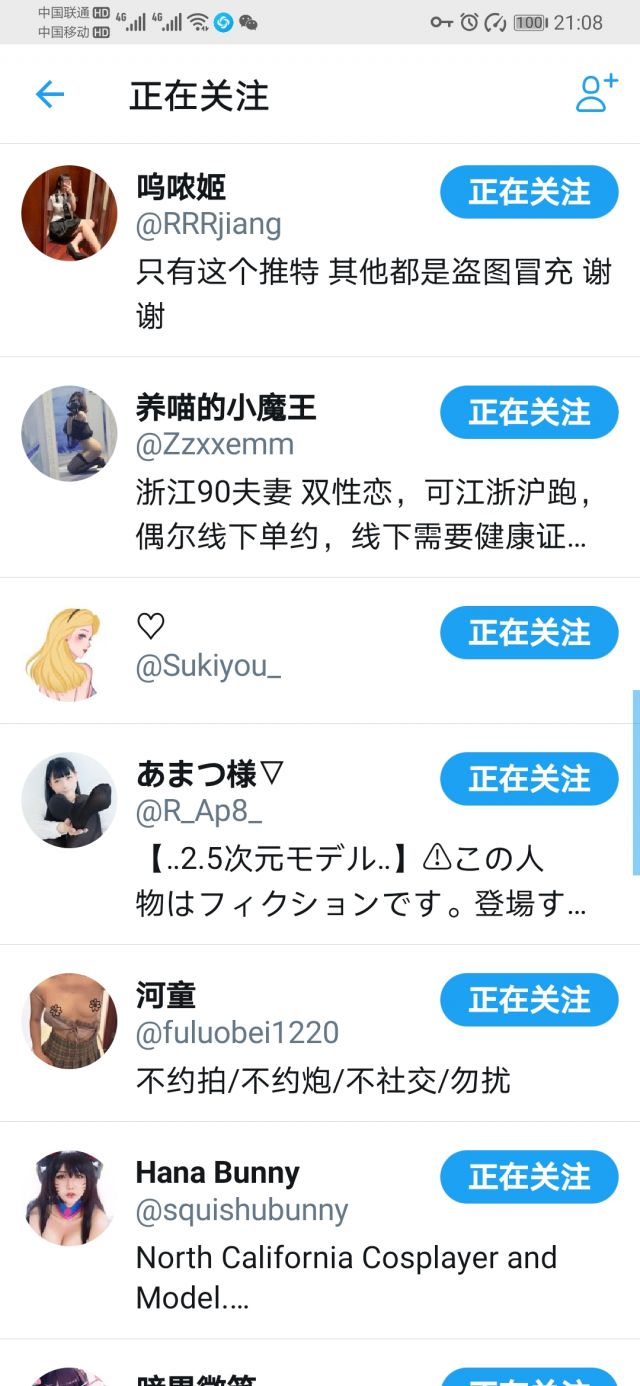 中国联通 HD 4G 4G 100 21:08
中国移动 HD
正在关注
呜哝姬 正在关注
@RRRjiang
只有这个推特 其他都是盗图冒充 谢
谢
养喵的小魔王 正在关注
@Zzxxemm
浙江90夫妻 双性恋，可江浙沪跑，
偶尔线下单约，线下需要健康证...
♡ 正在关注
@Sukiyou_
あまつ様▽ 正在关注
@R_Ap8_
【..2.5次元モデル..】⚠この人
物はフィクションです。登場す...
河童 正在关注
@fuluobei1220
不约拍/不约炮/不社交/勿扰
Hana Bunny 正在关注
@squishubunny
North California Cosplayer and
Model....
暗黑微笑 正在关注